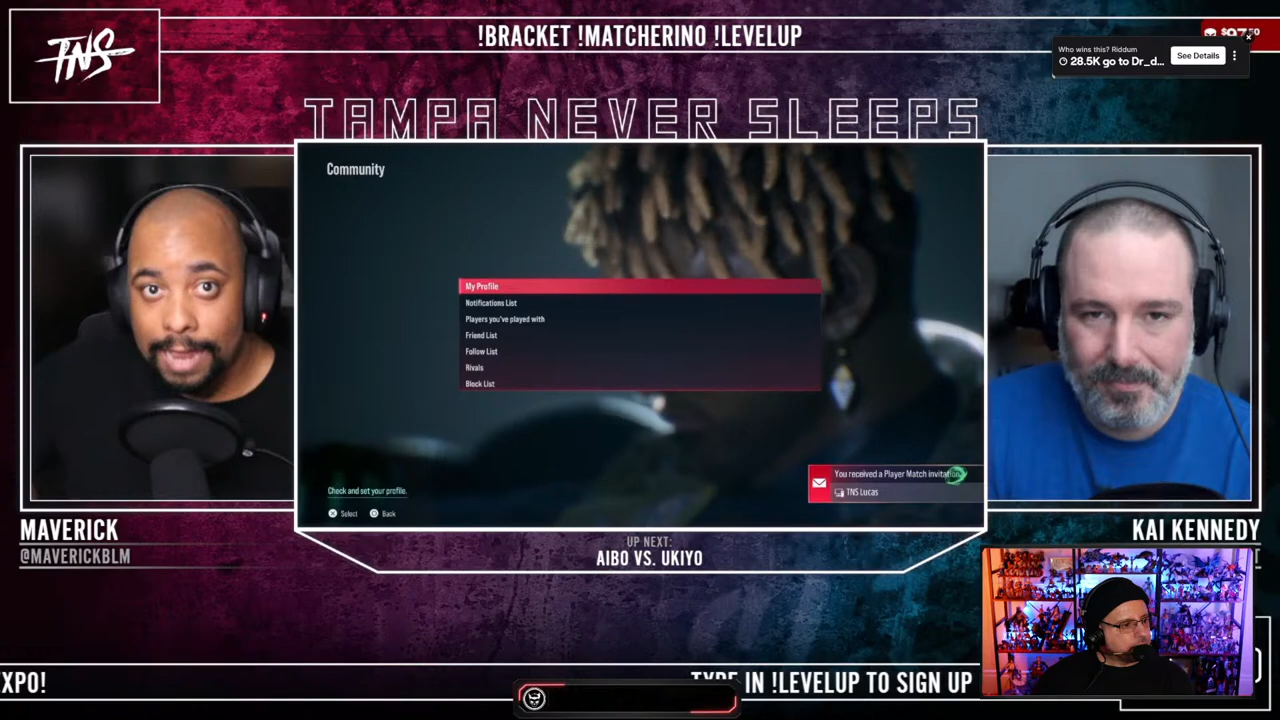 TNS
!BRACKET !MATCHERINO !LEVELUP
Who wins this? Riddum
28.5K go to Dr_d...
See Details
TAMPA NEVER SLEEPS
Community
My Profile
Notifications List
Players you've played with
Friend List
Follow List
Rivals
Block List
You received a Player Match invitation.
TNS Lucas
Check and set your profile.
Select
Back
MAVERICK
@MAVERICKBLM
KAI KENNEDY
UP NEXT:
AIBO VS. UKIYO
XPO!
TYPE IN !LEVELUP TO SIGN UP